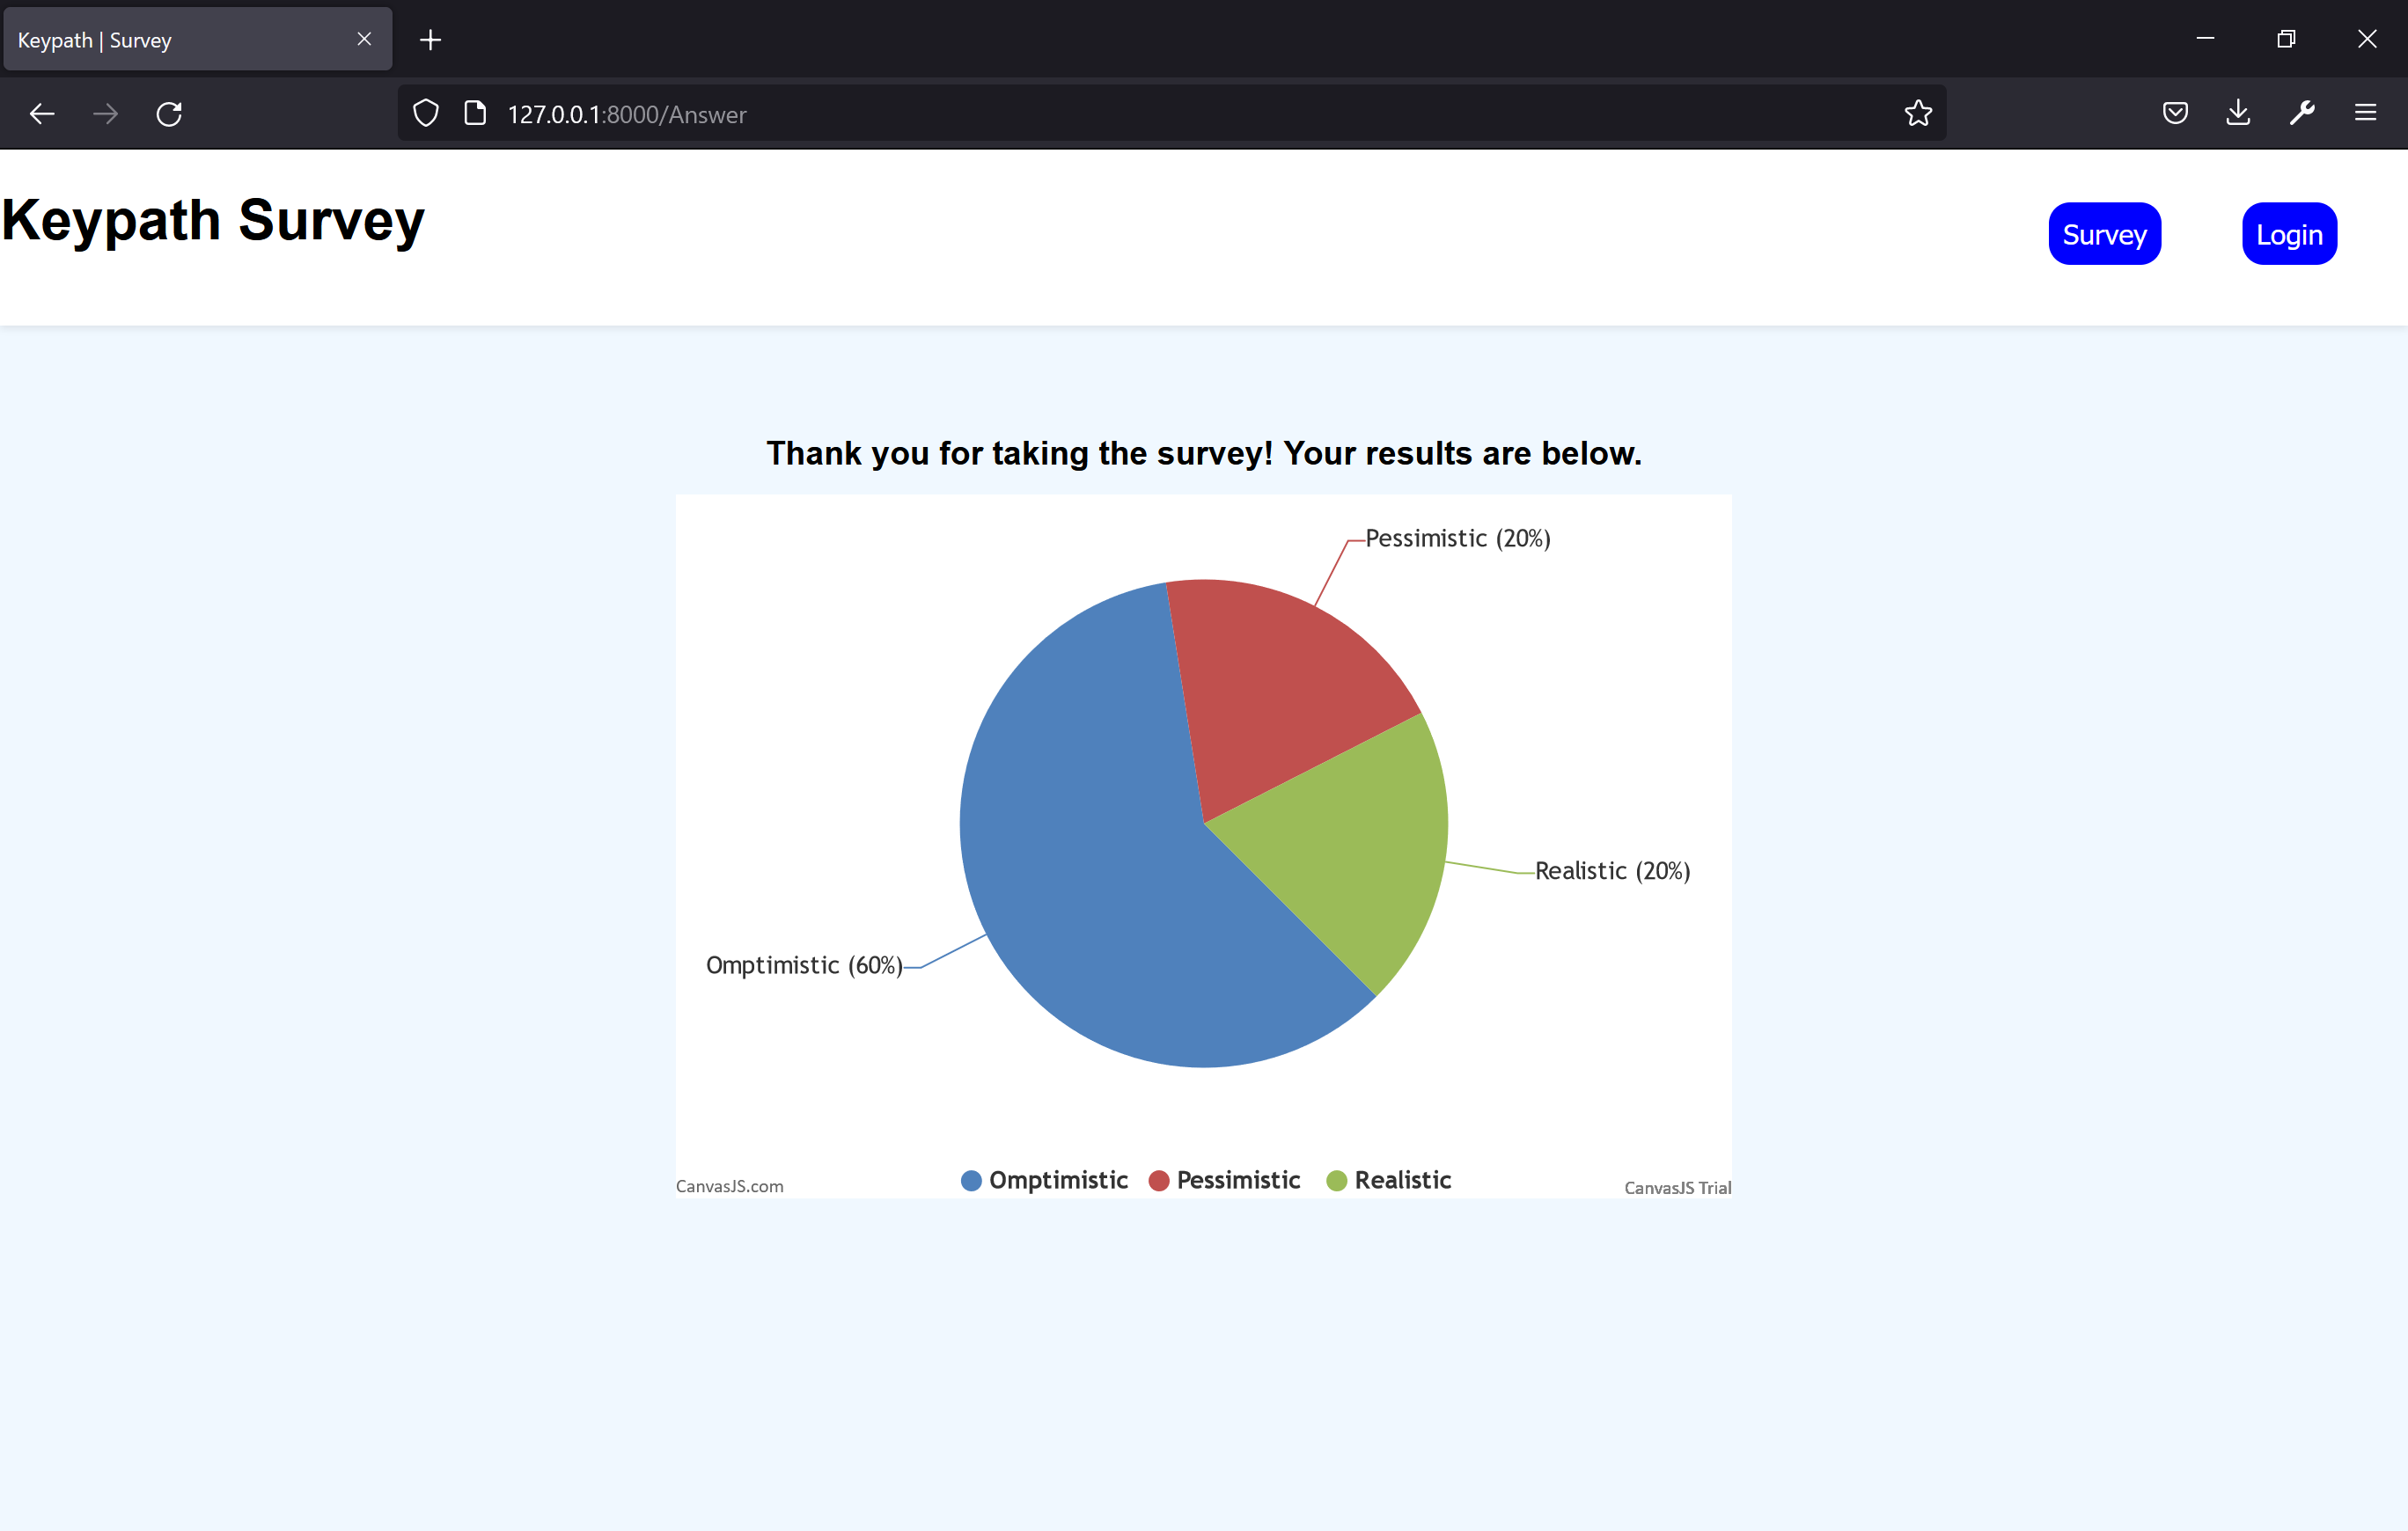 Keypath | Survey
127.0.0.1:8000/Answer
Keypath Survey
Survey
Login
Thank you for taking the survey! Your results are below.
Pessimistic (20%)
Realistic (20%)
Omptimistic (60%)
Omptimistic
Pessimistic
Realistic
CanvasJS.com
CanvasJS Trial